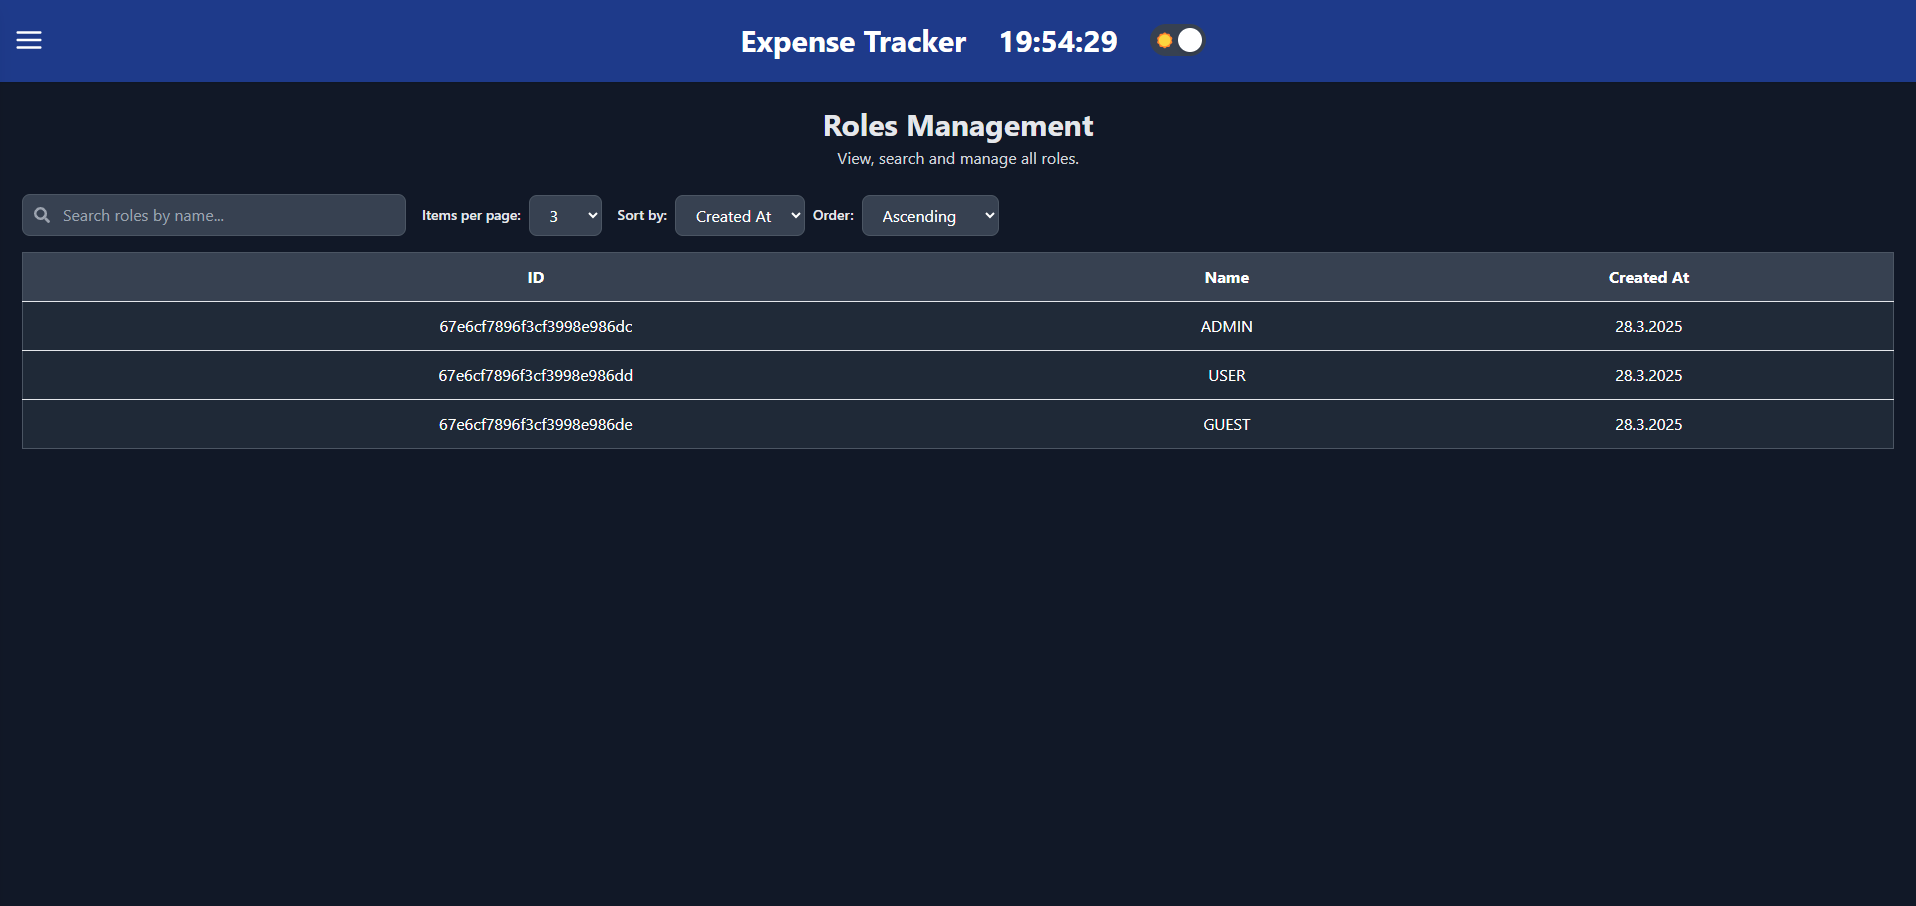 Expense Tracker 19:54:29
Roles Management
View, search and manage all roles.
Search roles by name... Items per page: 3 Sort by: Created At Order: Ascending
ID Name Created At
67e6cf7896f3cf3998e986dc ADMIN 28.3.2025
67e6cf7896f3cf3998e986dd USER 28.3.2025
67e6cf7896f3cf3998e986de GUEST 28.3.2025